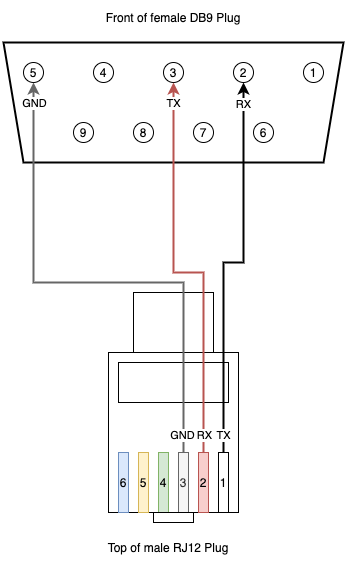 Front of female DB9 Plug
5 4 3 2 1
GND TX RX
9 8 7 6
GND RX TX
6 5 4 3 2 1
Top of male RJ12 Plug